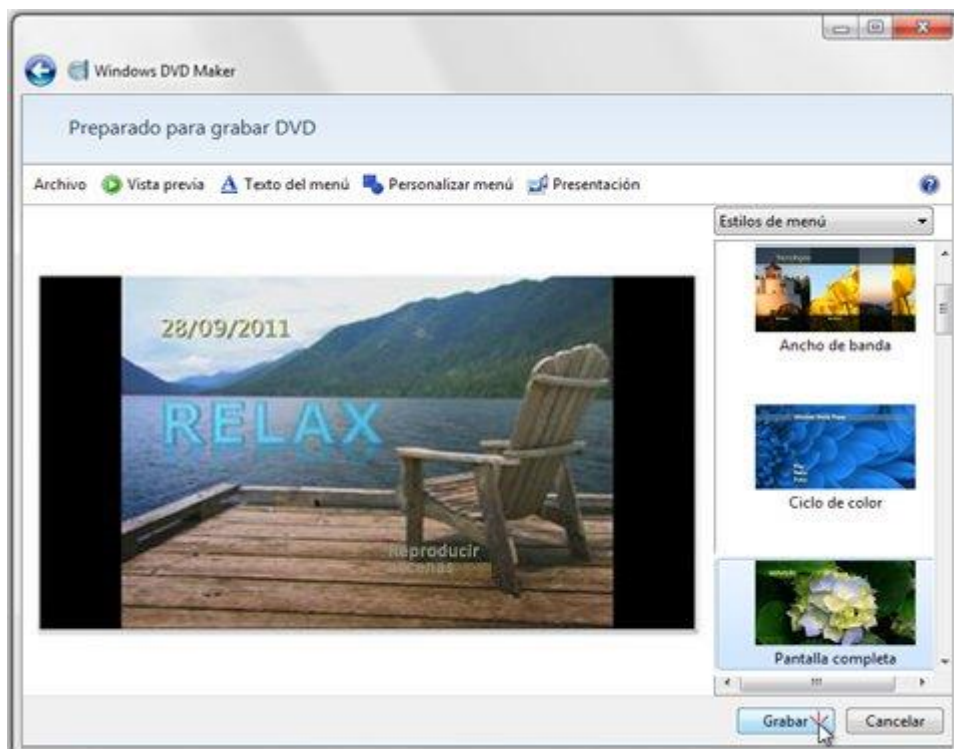 Windows DVD Maker
Preparado para grabar DVD
Archivo Vista previa Texto del menú Personalizar menú Presentación
Estilos de menú
28/09/2011
RELAX
Reproducir
escenas
Ancho de banda
Ciclo de color
Pantalla completa
Grabar Cancelar